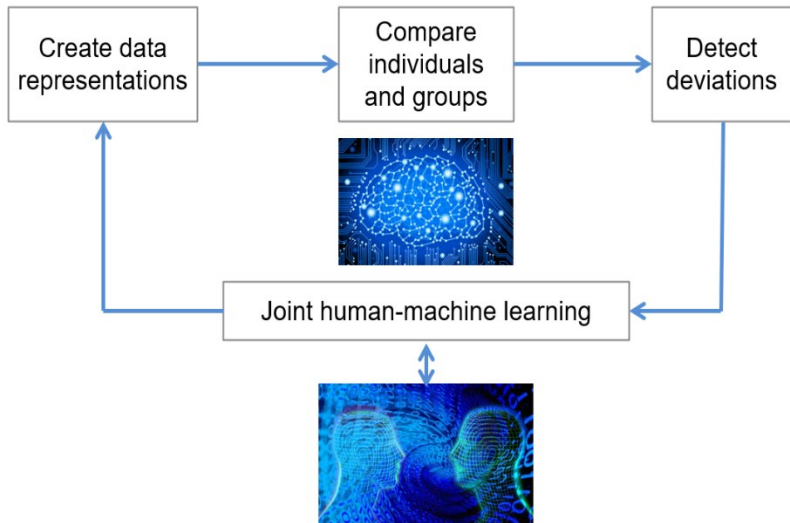 Create data
representations
Compare
individuals
and groups
Detect
deviations
Joint human-machine learning